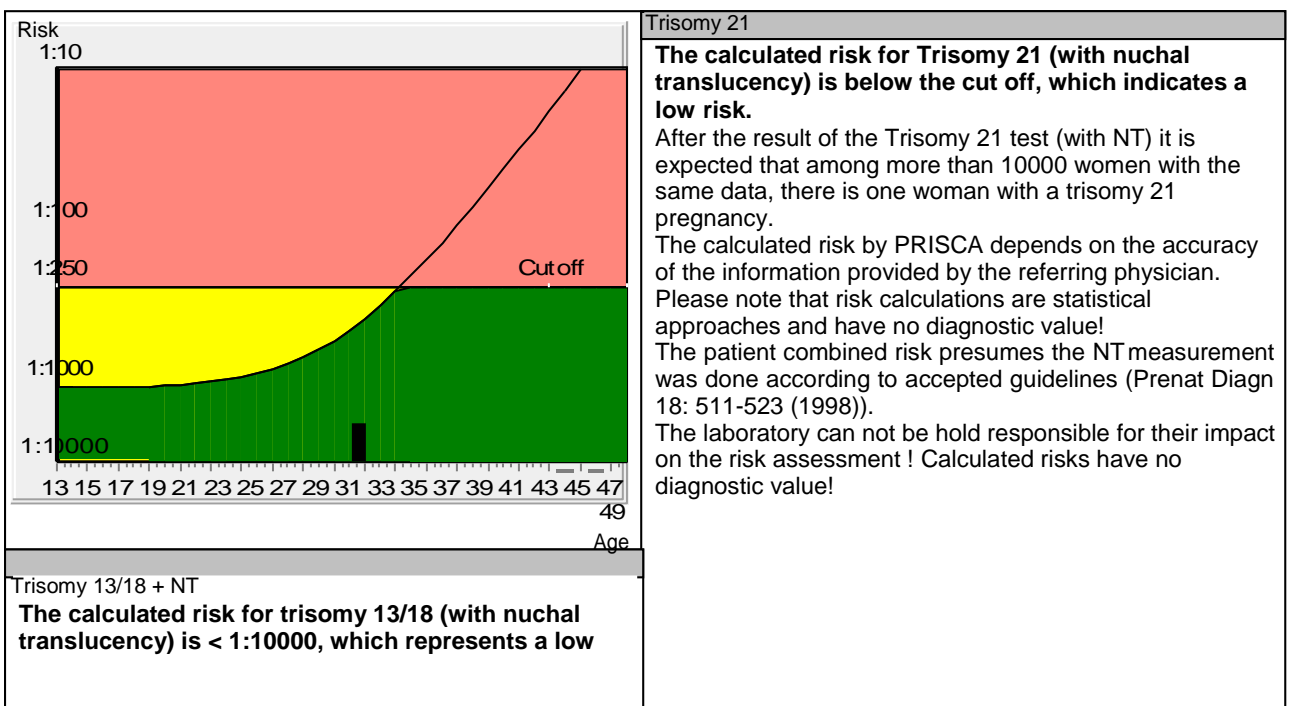 Risk
1:10
1:100
1:250
Cut off
1:1000
1:10000
13 15 17 19 21 23 25 27 29 31 33 35 37 39 41 43 45 47
49
Age
Trisomy 13/18 + NT
The calculated risk for trisomy 13/18 (with nuchal
translucency) is < 1:10000, which represents a low
Trisomy 21
The calculated risk for Trisomy 21 (with nuchal
translucency) is below the cut off, which indicates a
low risk.
After the result of the Trisomy 21 test (with NT) it is
expected that among more than 10000 women with the
same data, there is one woman with a trisomy 21
pregnancy.
The calculated risk by PRISCA depends on the accuracy
of the information provided by the referring physician.
Please note that risk calculations are statistical
approaches and have no diagnostic value!
The patient combined risk presumes the NT measurement
was done according to accepted guidelines (Prenat Diagn
18: 511-523 (1998)).
The laboratory can not be hold responsible for their impact
on the risk assessment ! Calculated risks have no
diagnostic value!